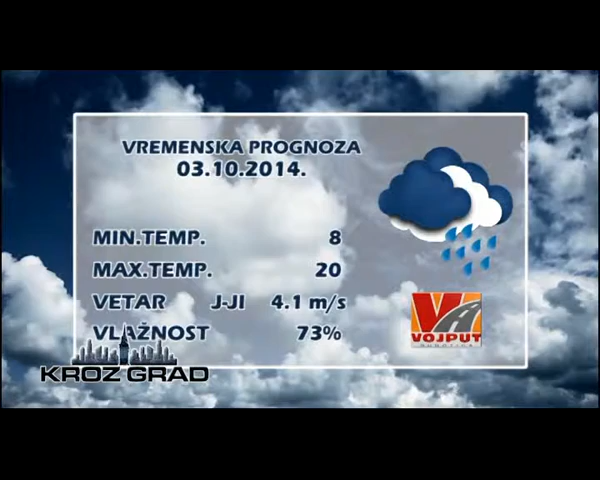 VREMENSKA PROGNOZA
03.10.2014.
MIN.TEMP. 8
MAX.TEMP. 20
VETAR J-JI 4.1 m/s
VLAŽNOST 73%
VOJPUT
SUBOTICA
KROZ GRAD